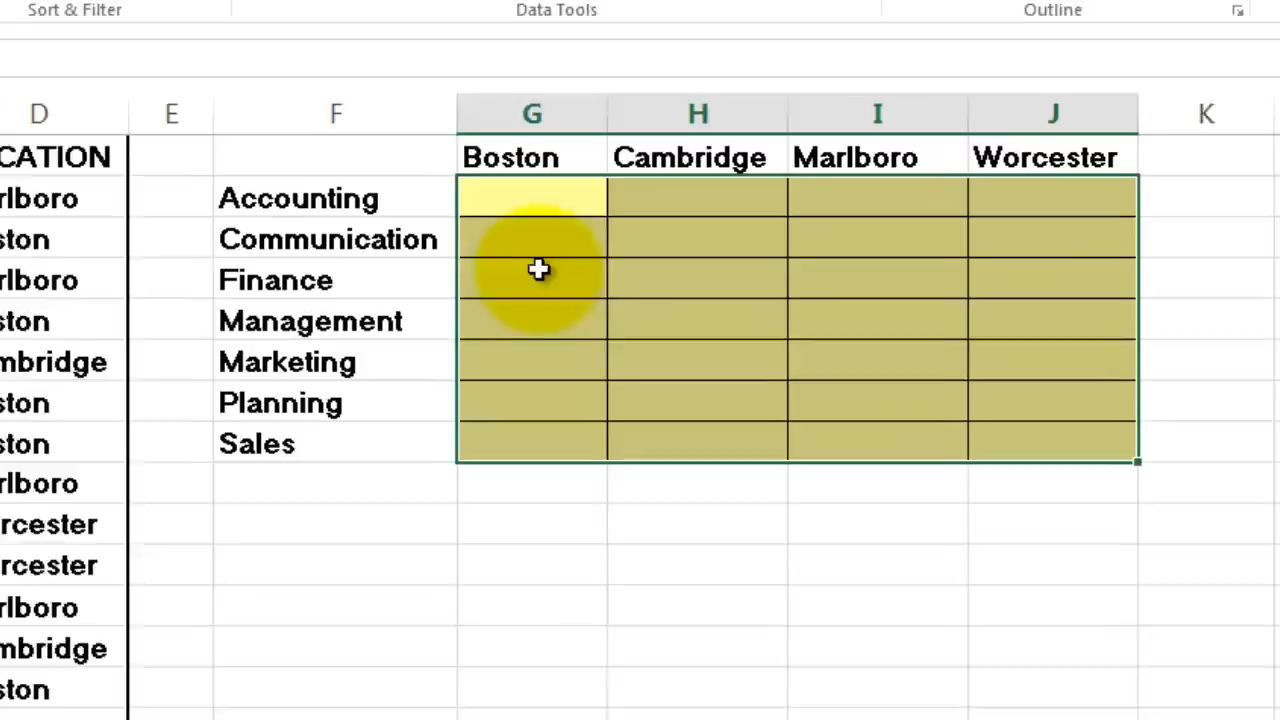 Sort & Filter Data Tools Outline
D E F G H I J K
CATION Boston Cambridge Marlboro Worcester
rlboro Accounting
ston Communication
rlboro Finance
ston Management
mbridge Marketing
ston Planning
ston Sales
rlboro
rcester
rcester
rlboro
mbridge
ston